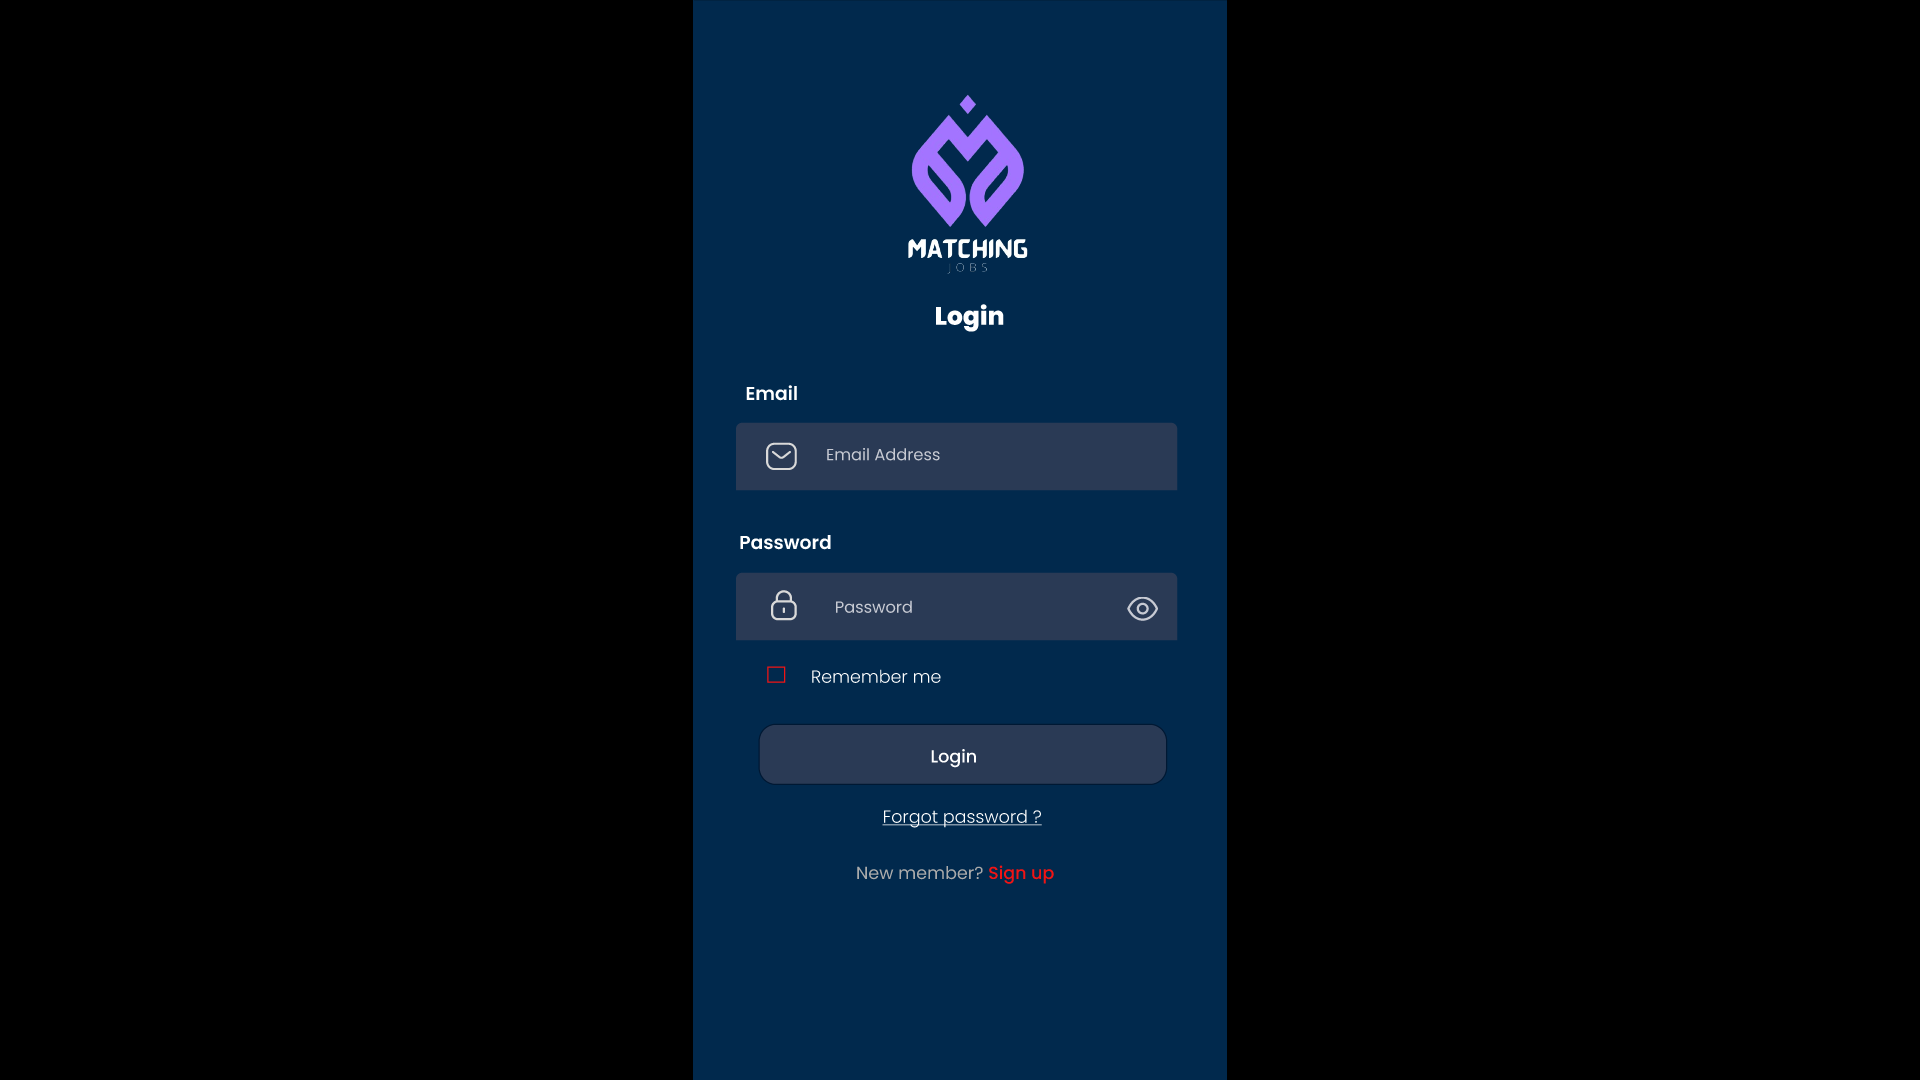 MATCHING
JOBS
Login
Email
Email Address
Password
Password
Remember me
Login
Forgot password ?
New member? Sign up